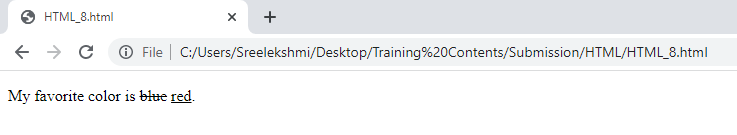 HTML_8.html
File | C:/Users/Sreelekshmi/Desktop/Training%20Contents/Submission/HTML/HTML_8.html
My favorite color is blue red.